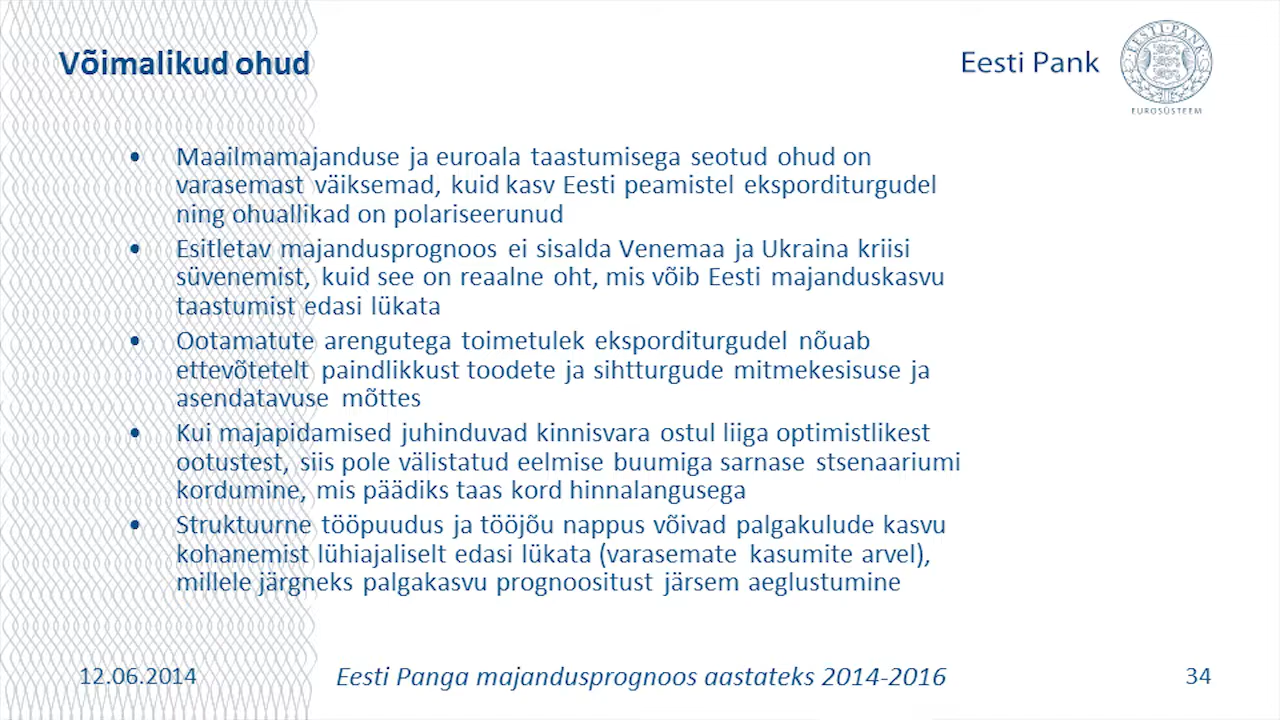 Võimalikud ohud
Eesti Pank
EESTI PANK
EUROSÜSTEEM
• Maailmamajanduse ja euroala taastumisega seotud ohud on
varasemast väiksemad, kuid kasv Eesti peamistel eksporditurgudel
ning ohuallikad on polariseerunud
• Esitletav majandusprognoos ei sisalda Venemaa ja Ukraina kriisi
süvenemist, kuid see on reaalne oht, mis võib Eesti majanduskasvu
taastumist edasi lükata
• Ootamatute arengutega toimetulek eksporditurgudel nõuab
ettevõtetelt paindlikkust toodete ja sihtturgude mitmekesisuse ja
asendatavuse mõttes
• Kui majapidamised juhinduvad kinnisvara ostul liiga optimistlikest
ootustest, siis pole välistatud eelmise buumiga sarnase stsenaariumi
kordumine, mis päädiks taas kord hinnalangusega
• Struktuurne tööpuudus ja tööjõu nappus võivad palgakulude kasvu
kohanemist lühiajaliselt edasi lükata (varasemate kasumite arvel),
millele järgneks palgakasvu prognoositust järsem aeglustumine
12.06.2014
Eesti Panga majandusprognoos aastateks 2014-2016
34